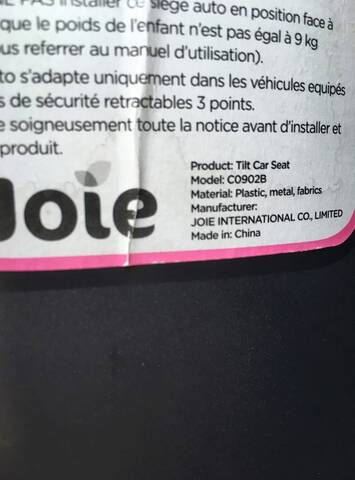 PAS installer ce siège auto en position face à
que le poids de l'enfant n'est pas égal à 9 kg
us referrer au manuel d'utilisation).
to s'adapte uniquement dans les véhicules equipés
s de sécurité retractables 3 points.
e soigneusement toute la notice avant d'installer et
produit.
Joie
Product: Tilt Car Seat
Model: C0902B
Material: Plastic, metal, fabrics
Manufacturer:
JOIE INTERNATIONAL CO., LIMITED
Made in: China